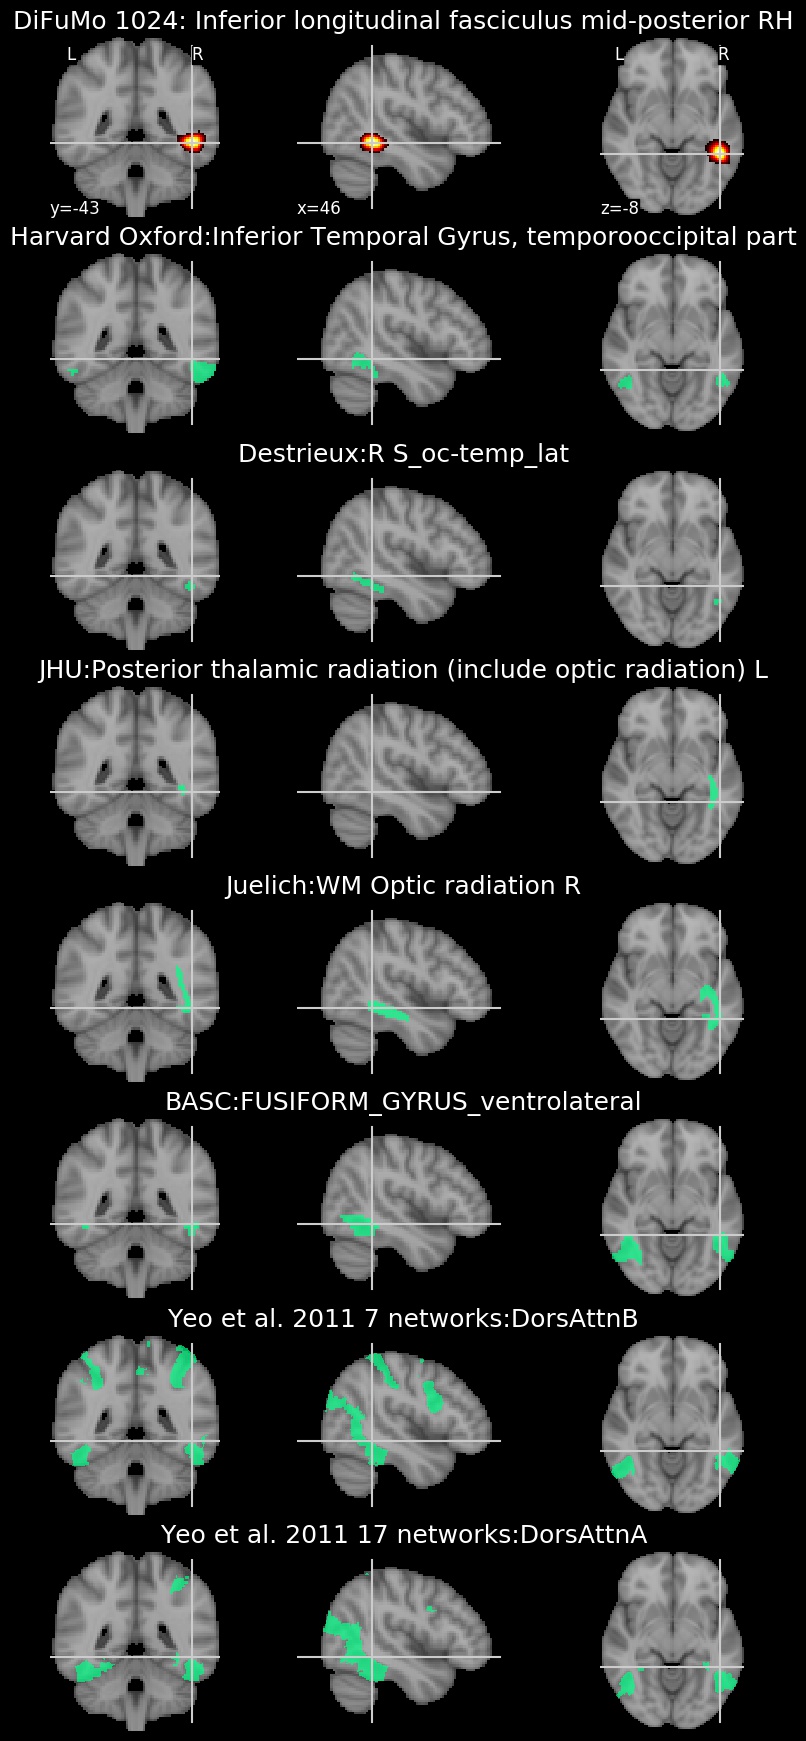 DiFuMo 1024: Inferior longitudinal fasciculus mid-posterior RH
L R L R
y=-43 x=46 z=-8
Harvard Oxford:Inferior Temporal Gyrus, temporooccipital part
Destrieux:R S_oc-temp_lat
JHU:Posterior thalamic radiation (include optic radiation) L
Juelich:WM Optic radiation R
BASC:FUSIFORM_GYRUS_ventrolateral
Yeo et al. 2011 7 networks:DorsAttnB
Yeo et al. 2011 17 networks:DorsAttnA